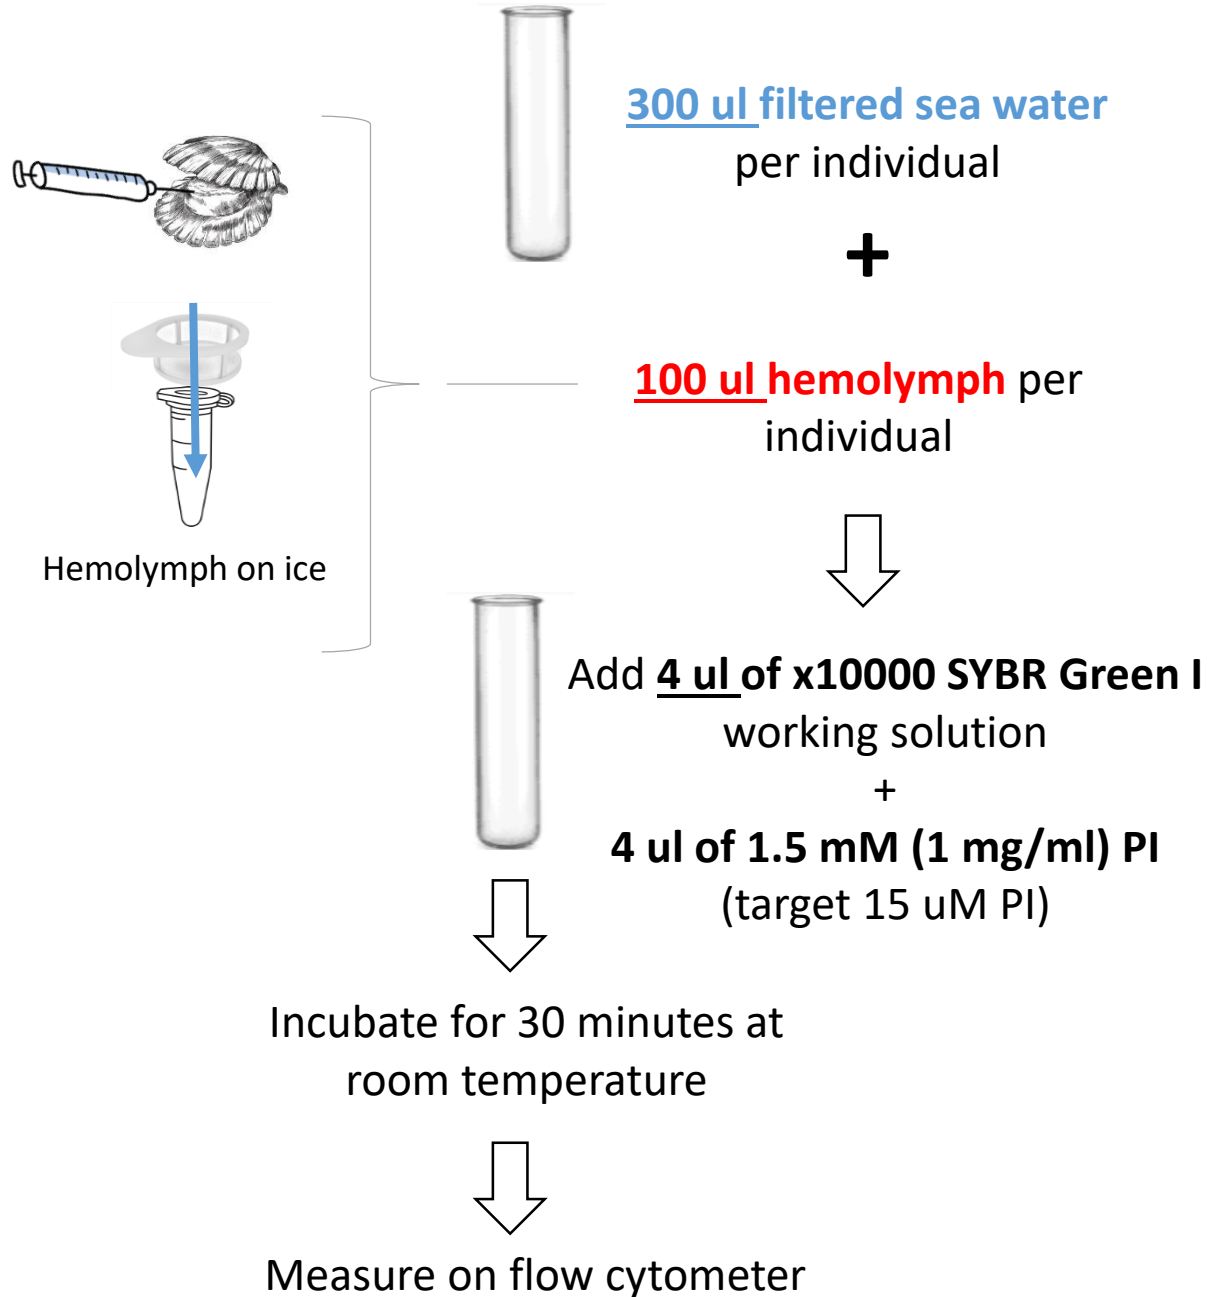 300 ul filtered sea water
per individual
+
100 ul hemolymph per
individual
Hemolymph on ice
Add 4 ul of x10000 SYBR Green I
working solution
+
4 ul of 1.5 mM (1 mg/ml) PI
(target 15 uM PI)
Incubate for 30 minutes at
room temperature
Measure on flow cytometer